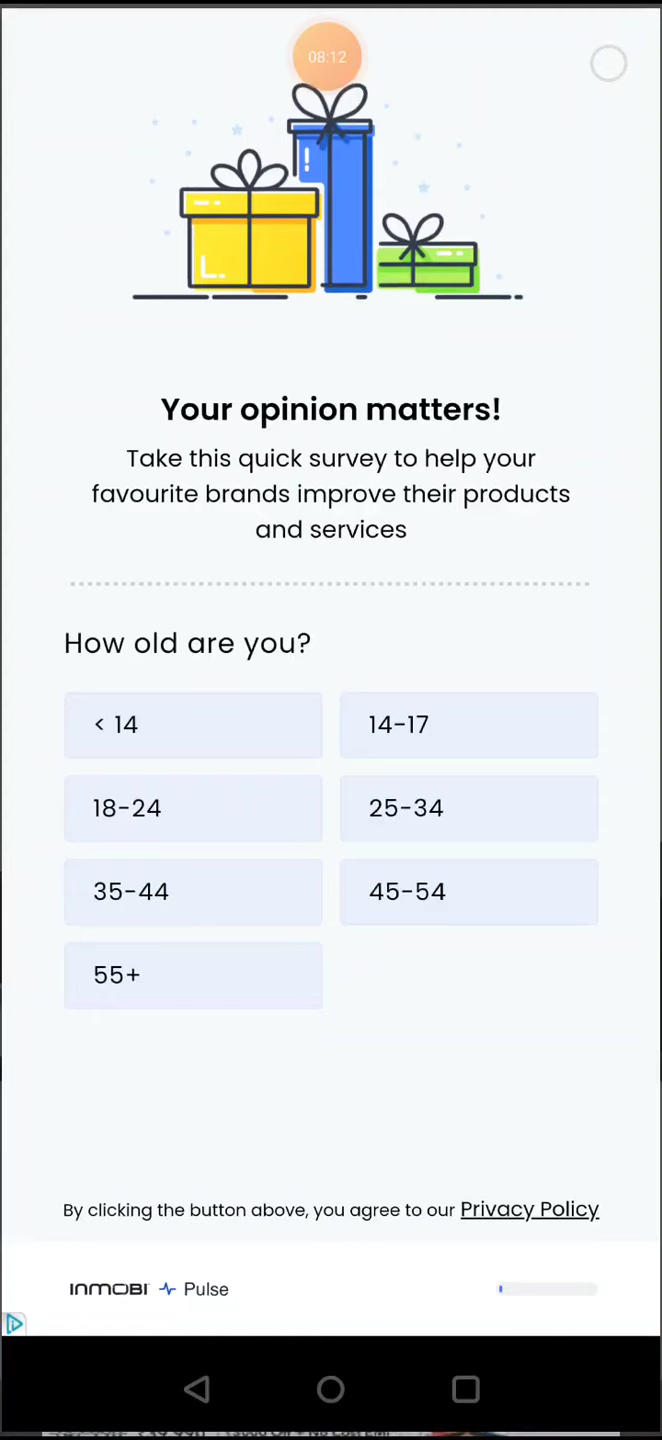 08:12
Your opinion matters!
Take this quick survey to help your
favourite brands improve their products
and services
How old are you?
< 14
14-17
18-24
25-34
35-44
45-54
55+
By clicking the button above, you agree to our Privacy Policy
INMOBI Pulse